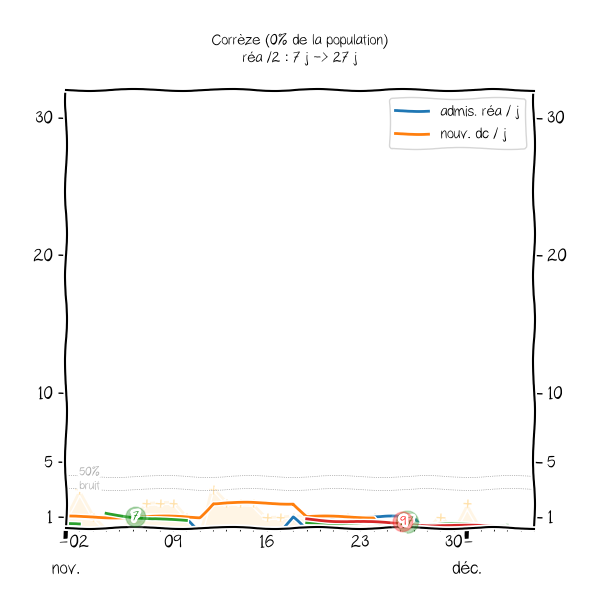 Corrèze (0% de la population)
réa /2 : 7 j -> 27 j
admis. réa / j
nouv. dc / j
30 30
20 20
10 10
5 5
50%
bruit
1 1
7
02 09 16 23 30
nov. déc.